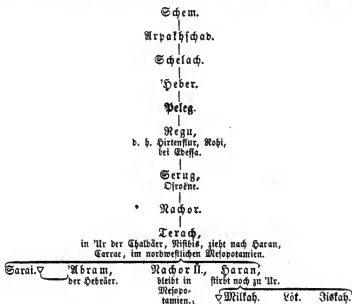 Schem.
Arpakhschad.
Schelach.
'Heber.
Peleg.
Regu,
d. h. Hirtenflur, Rohi,
bei Edessa.
Serug,
Osroëne.
Nachor.
Terach,
in 'Ur der Chaldäer, Nisibis, zieht nach Haran,
Carrae, im nordwestlichen Mesopotamien.
Sarai. 'Abram, Nachor II., Haran,
der Hebräer. bleibt in stirbt noch zu 'Ur.
Mesopo-
tamien. Milkah. Lôt. Jiskah.